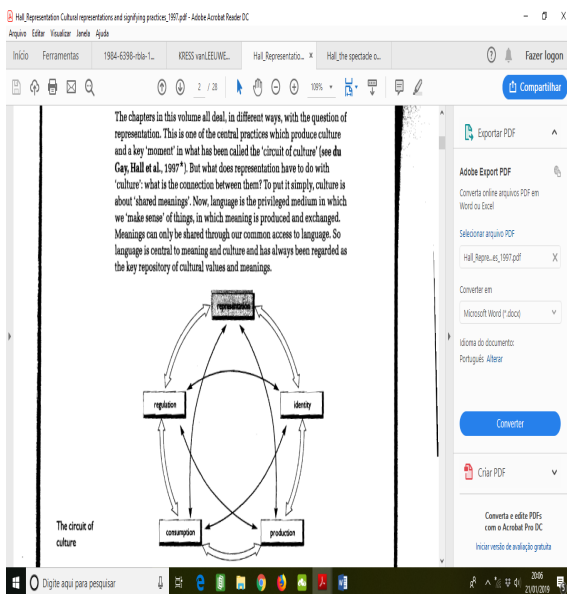 Hall_Representation Cultural representations and signifying practices_1997.pdf - Adobe Acrobat Reader DC
Arquivo Editar Visualizar Janela Ajuda
Início Ferramentas 1984-6398-rbla-1... KRESS vanLEEUWE... Hall_Representatio... × Hall_the spectacle o... Fazer logon
2 / 28 109% Compartilhar
The chapters in this volume all deal, in different ways, with the question of
representation. This is one of the central practices which produce culture
and a key 'moment' in what has been called the 'circuit of culture' (see du
Gay, Hall et al., 1997*). But what does representation have to do with
'culture': what is the connection between them? To put it simply, culture is
about 'shared meanings'. Now, language is the privileged medium in which
we 'make sense' of things, in which meaning is produced and exchanged.
Meanings can only be shared through our common access to language. So
language is central to meaning and culture and has always been regarded as
the key repository of cultural values and meanings.
representation
regulation
identity
consumption
production
The circuit of
culture
Exportar PDF
Adobe Export PDF
Converta online arquivos PDF em
Word ou Excel
Selecionar arquivo PDF
Hall_Repre...es_1997.pdf X
Converter em
Microsoft Word (*.docx)
Idioma do documento:
Português Alterar
Converter
Criar PDF
Converta e edite PDFs
com o Acrobat Pro DC
Iniciar versão de avaliação gratuita
Digite aqui para pesquisar
20:06
21/01/2019